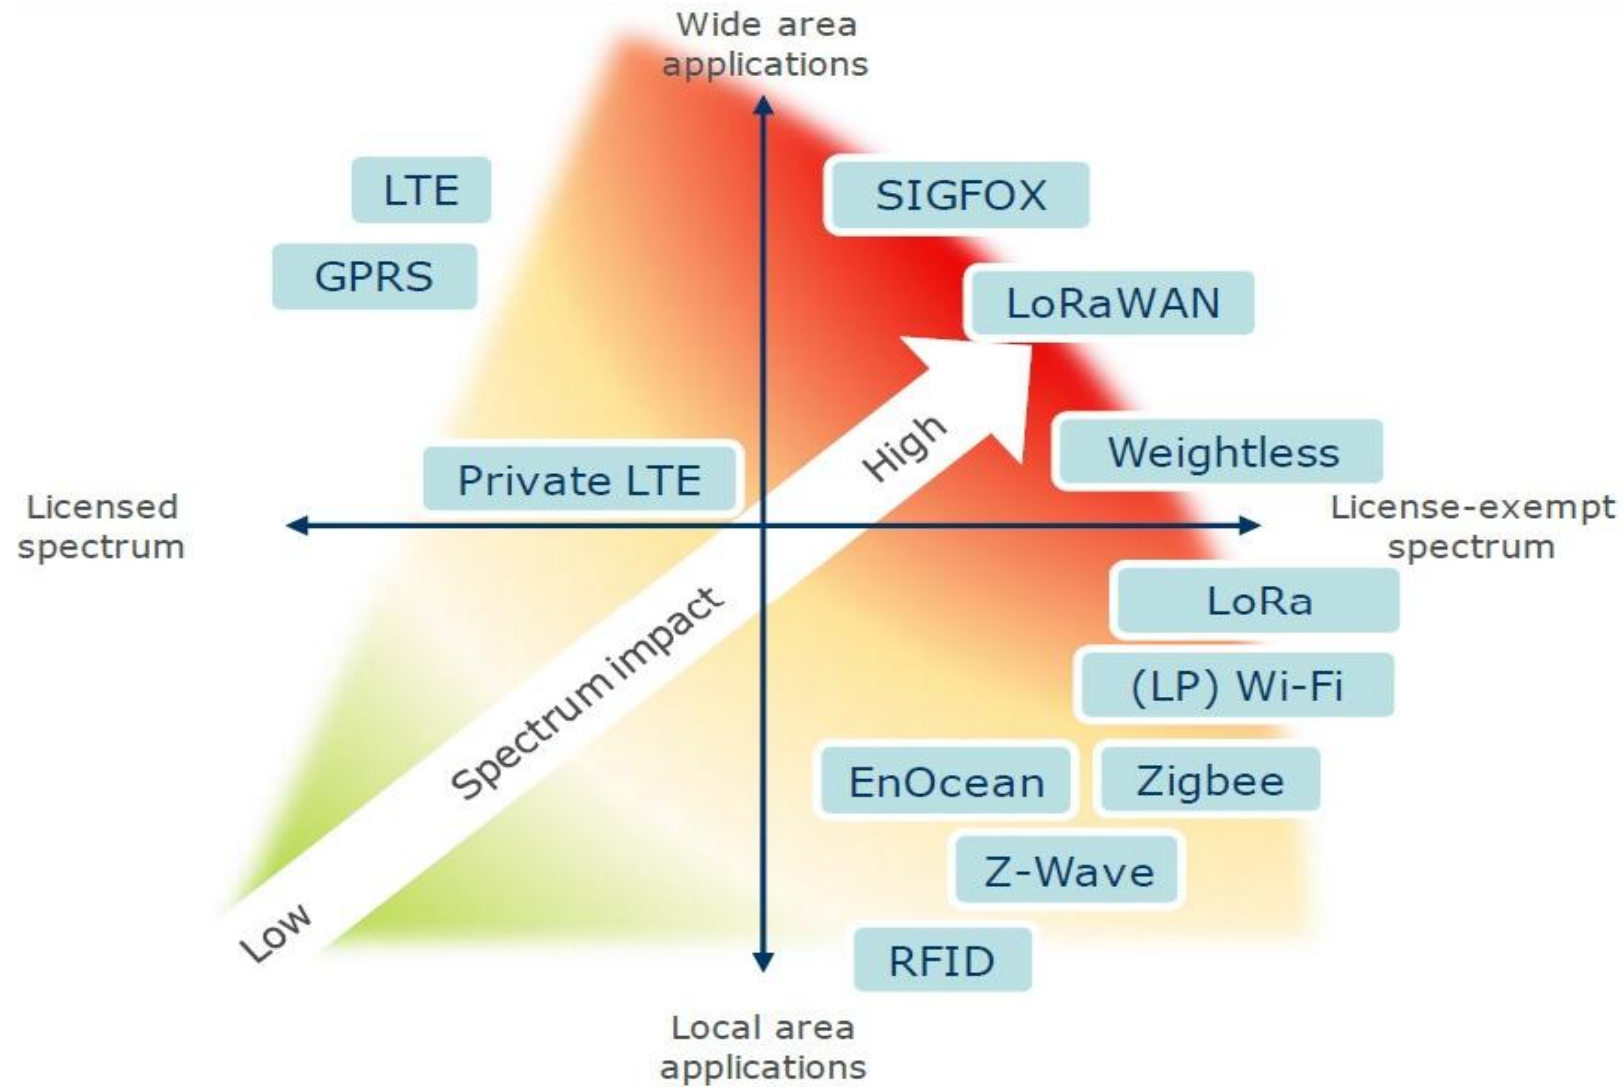 Wide area
applications
LTE
SIGFOX
GPRS
LoRaWAN
High
Weightless
Private LTE
Licensed
spectrum
License-exempt
spectrum
LoRa
Spectrum impact
(LP) Wi-Fi
EnOcean
Zigbee
Z-Wave
Low
RFID
Local area
applications